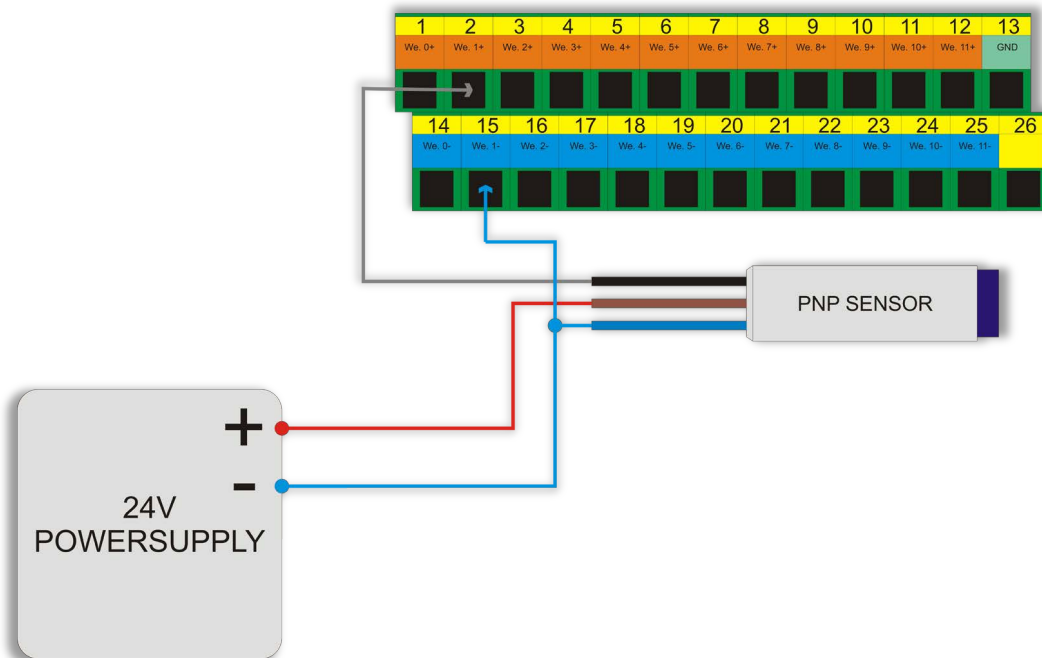 1 2 3 4 5 6 7 8 9 10 11 12 13
We. 0+ We. 1+ We. 2+ We. 3+ We. 4+ We. 5+ We. 6+ We. 7+ We. 8+ We. 9+ We. 10+ We. 11+ GND
14 15 16 17 18 19 20 21 22 23 24 25 26
We. 0- We. 1- We. 2- We. 3- We. 4- We. 5- We. 6- We. 7- We. 8- We. 9- We. 10- We. 11-
PNP SENSOR
+
-
24V
POWERSUPPLY